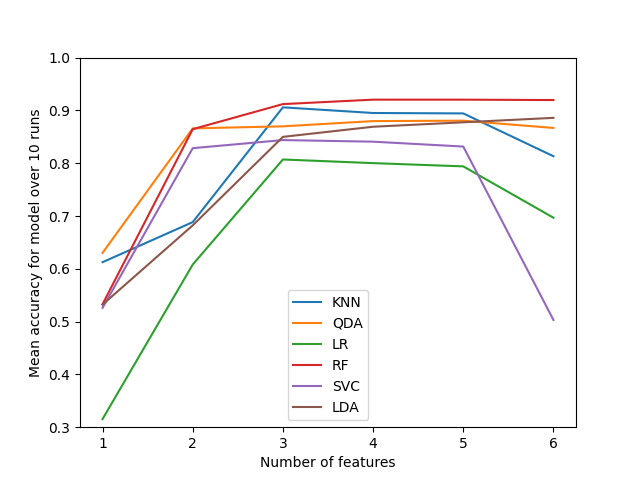 Mean accuracy for model over 10 runs
1.0
0.9
0.8
0.7
0.6
0.5
0.4
0.3
KNN
QDA
LR
RF
SVC
LDA
1 2 3 4 5 6
Number of features